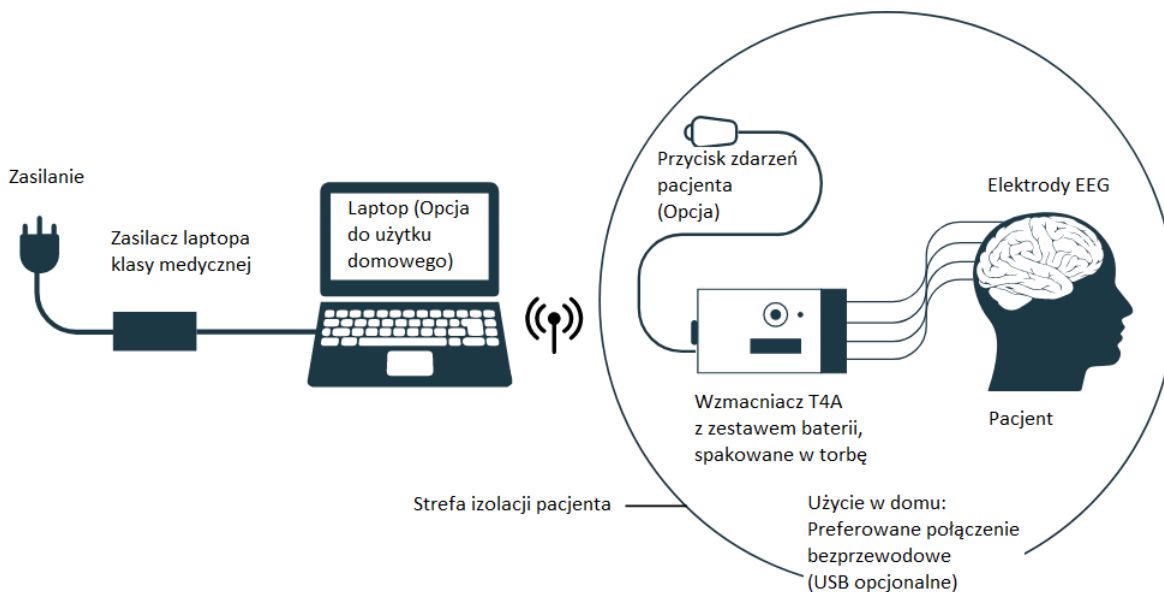 Zasilanie
Zasilacz laptopa
klasy medycznej
Laptop (Opcja
do użytku
domowego)
Przycisk zdarzeń
pacjenta
(Opcja)
Elektrody EEG
Wzmacniacz T4A
z zestawem baterii,
spakowane w torbę
Pacjent
Strefa izolacji pacjenta
Użycie w domu:
Preferowane połączenie
bezprzewodowe
(USB opcjonalne)